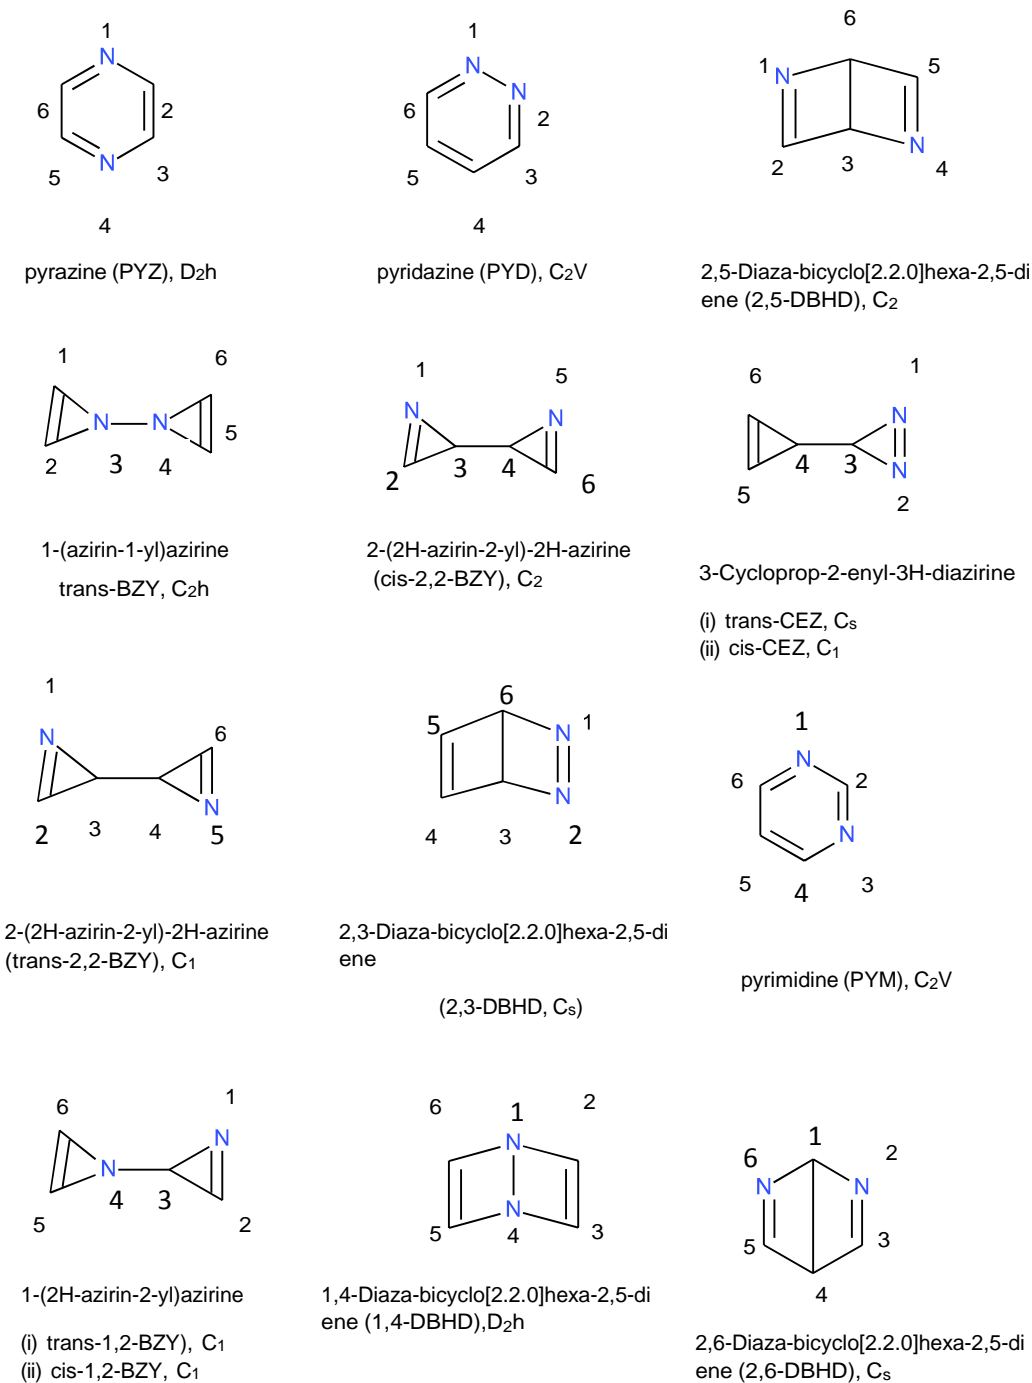 1
N
6
2
5
N
3
4
pyrazine (PYZ), D2h
1
N
N
6
2
5
3
4
pyridazine (PYD), C2V
6
1
N
5
2
3
N
4
2,5-Diaza-bicyclo[2.2.0]hexa-2,5-di
ene (2,5-DBHD), C2
1
6
N
N
2
3
4
5
1-(azirin-1-yl)azirine
trans-BZY, C2h
1
5
N
N
2
3
4
6
2-(2H-azirin-2-yl)-2H-azirine
(cis-2,2-BZY), C2
6
1
N
5
4
3
N
2
3-Cycloprop-2-enyl-3H-diazirine
(i) trans-CEZ, Cs
(ii) cis-CEZ, C1
1
N
6
2
3
4
N
5
2-(2H-azirin-2-yl)-2H-azirine
(trans-2,2-BZY), C1
6
5
N
1
N
4
3
2
2,3-Diaza-bicyclo[2.2.0]hexa-2,5-di
ene
(2,3-DBHD, Cs)
1
N
6
2
N
5
4
3
pyrimidine (PYM), C2V
6
1
N
N
4
3
5
2
1-(2H-azirin-2-yl)azirine
(i) trans-1,2-BZY), C1
(ii) cis-1,2-BZY, C1
6
1
2
N
N
5
4
3
1,4-Diaza-bicyclo[2.2.0]hexa-2,5-di
ene (1,4-DBHD),D2h
1
6
2
N
N
5
3
4
2,6-Diaza-bicyclo[2.2.0]hexa-2,5-di
ene (2,6-DBHD), Cs